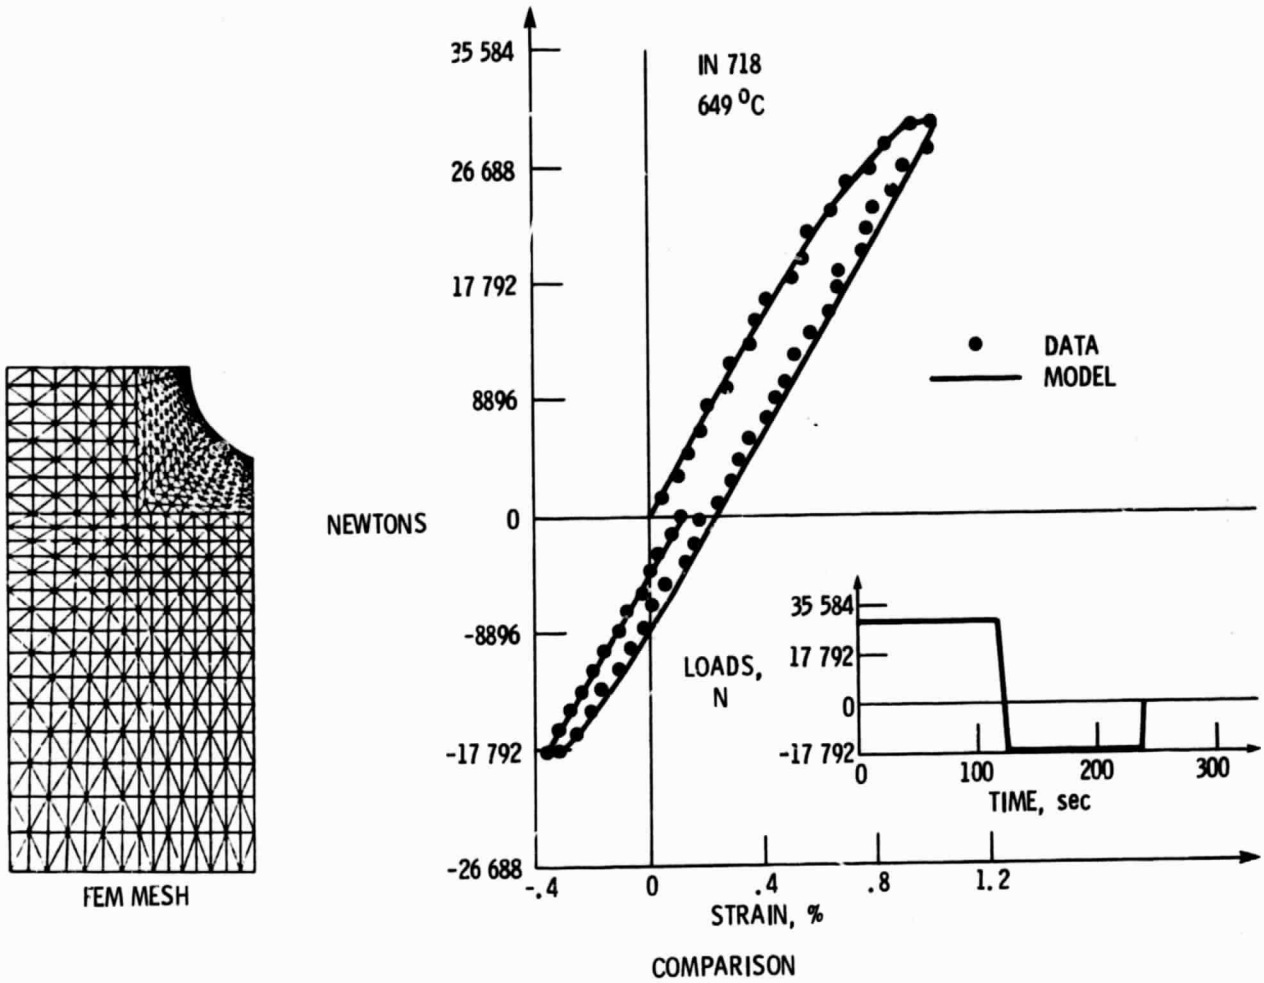 35 584
IN 718
649 °C
26 688
17 792
DATA
MODEL
8896
NEWTONS
0
-8896
-17 792
-26 688
-.4
0
.4
.8
1.2
STRAIN, %
FEM MESH
LOADS,
N
35 584
17 792
0
-17 792
0
100
200
300
TIME, sec
COMPARISON